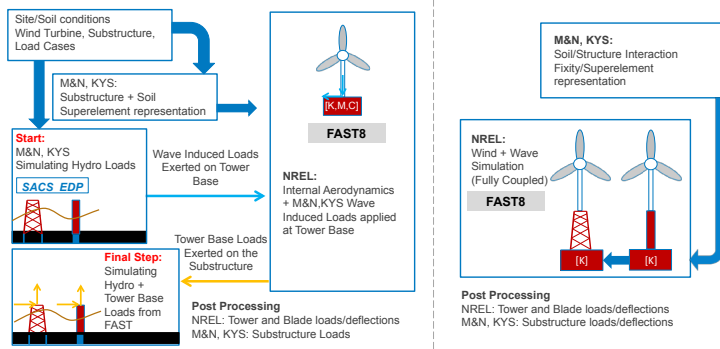 Site/Soil conditions
Wind Turbine, Substructure,
Load Cases
M&N, KYS:
Substructure + Soil
Superelement representation
Start:
M&N, KYS
Simulating Hydro Loads
SACS EDP
Wave Induced Loads
Exerted on Tower
Base
[K,M,C]
FAST8
NREL:
Internal Aerodynamics
+ M&N,KYS Wave
Induced Loads applied
at Tower Base
Tower Base Loads
Exerted on the
Substructure
Final Step:
Simulating
Hydro +
Tower Base
Loads from
FAST
Post Processing
NREL: Tower and Blade loads/deflections
M&N, KYS: Substructure Loads
M&N, KYS:
Soil/Structure Interaction
Fixity/Superelement
representation
NREL:
Wind + Wave
Simulation
(Fully Coupled)
FAST8
[K]
[K]
Post Processing
NREL: Tower and Blade loads/deflections
M&N, KYS: Substructure loads/deflections